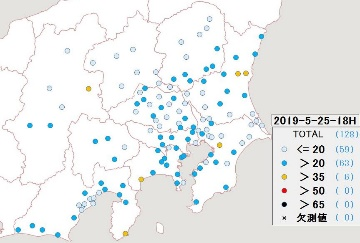 2019-5-25-18H
TOTAL (128)
<= 20 (59)
> 20 (63)
> 35 (6)
> 50 (0)
> 65 (0)
× 欠測値 (0)